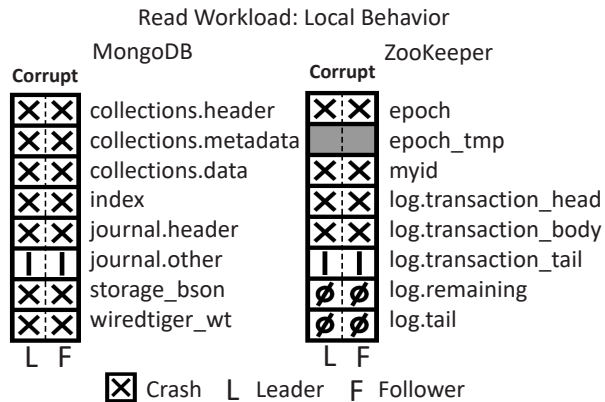 Read Workload: Local Behavior
MongoDB
Corrupt
collections.header
collections.metadata
collections.data
index
journal.header
journal.other
storage_bson
wiredtiger_wt
L F
ZooKeeper
Corrupt
epoch
epoch_tmp
myid
log.transaction_head
log.transaction_body
log.transaction_tail
log.remaining
log.tail
L F
Crash L Leader F Follower